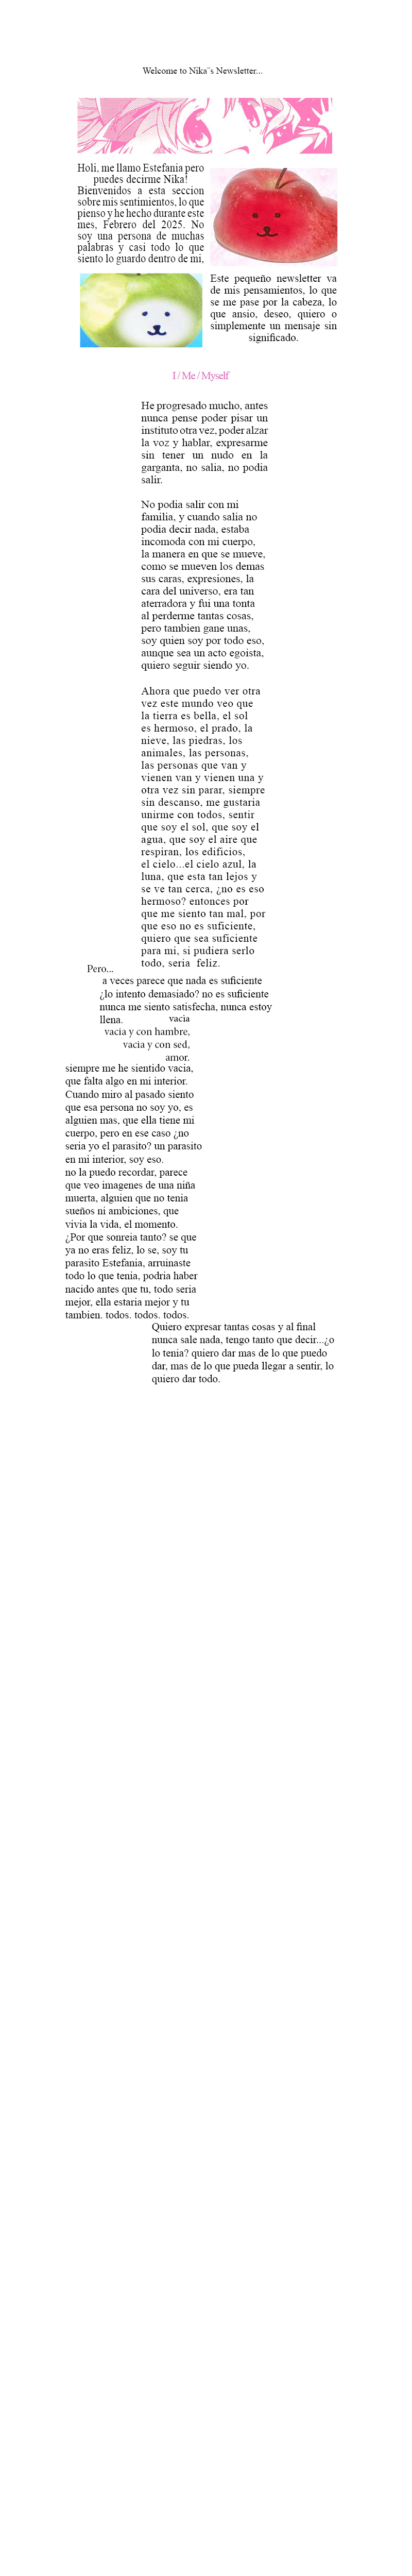 Welcome to Nika¨s Newsletter...
Holi, me llamo Estefania pero
puedes decirme Nika!
Bienvenidos a esta seccion
sobre mis sentimientos, lo que
pienso y he hecho durante este
mes, Febrero del 2025. No
soy una persona de muchas
palabras y casi todo lo que
siento lo guardo dentro de mi,
Este pequeño newsletter va
de mis pensamientos, lo que
se me pase por la cabeza, lo
que ansio, deseo, quiero o
simplemente un mensaje sin
significado.
I / Me / Myself
He progresado mucho, antes
nunca pense poder pisar un
instituto otra vez, poder alzar
la voz y hablar, expresarme
sin tener un nudo en la
garganta, no salia, no podia
salir.
No podia salir con mi
familia, y cuando salia no
podia decir nada, estaba
incomoda con mi cuerpo,
la manera en que se mueve,
como se mueven los demas
sus caras, expresiones, la
cara del universo, era tan
aterradora y fui una tonta
al perderme tantas cosas,
pero tambien gane unas,
soy quien soy por todo eso,
aunque sea un acto egoista,
quiero seguir siendo yo.
Ahora que puedo ver otra
vez este mundo veo que
la tierra es bella, el sol
es hermoso, el prado, la
nieve, las piedras, los
animales, las personas,
las personas que van y
vienen van y vienen una y
otra vez sin parar, siempre
sin descanso, me gustaria
unirme con todos, sentir
que soy el sol, que soy el
agua, que soy el aire que
respiran, los edificios,
el cielo...el cielo azul, la
luna, que esta tan lejos y
se ve tan cerca, ¿no es eso
hermoso? entonces por
que me siento tan mal, por
que eso no es suficiente,
quiero que sea suficiente
para mi, si pudiera serlo
todo, seria feliz.
Pero...
a veces parece que nada es suficiente
¿lo intento demasiado? no es suficiente
nunca me siento satisfecha, nunca estoy
llena.
vacia
vacia y con hambre,
vacia y con sed,
amor.
siempre me he sentido vacia,
que falta algo en mi interior.
Cuando miro al pasado siento
que esa persona no soy yo, es
alguien mas, que ella tiene mi
cuerpo, pero en ese caso ¿no
seria yo el parasito? un parasito
en mi interior, soy eso.
no la puedo recordar, parece
que veo imagenes de una niña
muerta, alguien que no tenia
sueños ni ambiciones, que
vivia la vida, el momento.
¿Por que sonreia tanto? se que
ya no eras feliz, lo se, soy tu
parasito Estefania, arruinaste
todo lo que tenia, podria haber
nacido antes que tu, todo seria
mejor, ella estaria mejor y tu
tambien. todos. todos. todos.
Quiero expresar tantas cosas y al final
nunca sale nada, tengo tanto que decir...¿o
lo tenia? quiero dar mas de lo que puedo
dar, mas de lo que pueda llegar a sentir, lo
quiero dar todo.